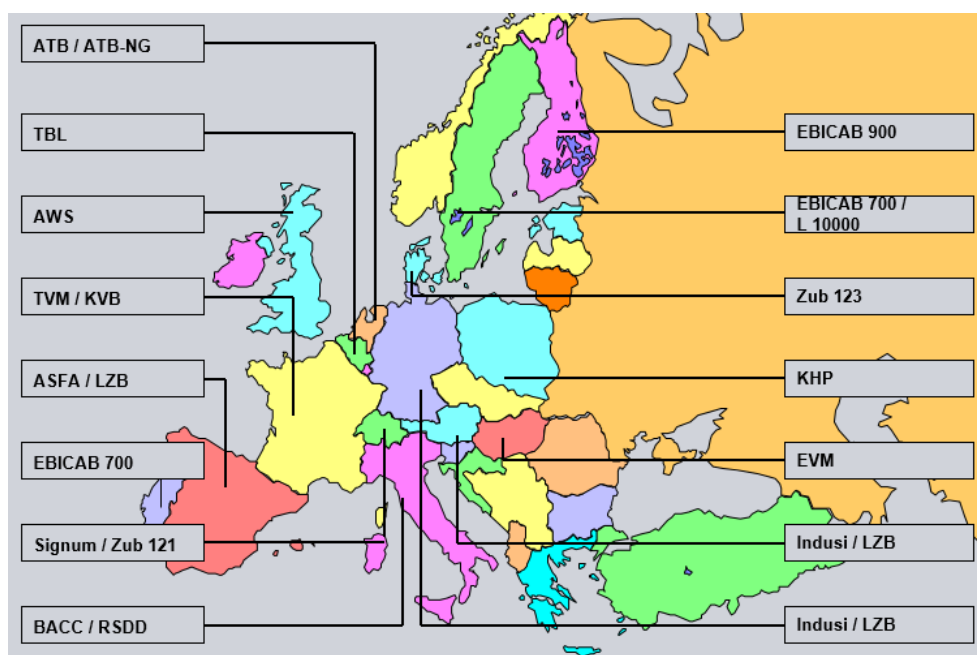 ATB / ATB-NG
TBL
AWS
TVM / KVB
ASFA / LZB
EBICAB 700
Signum / Zub 121
BACC / RSDD
EBICAB 900
EBICAB 700 /
L 10000
Zub 123
KHP
EVM
Indusi / LZB
Indusi / LZB